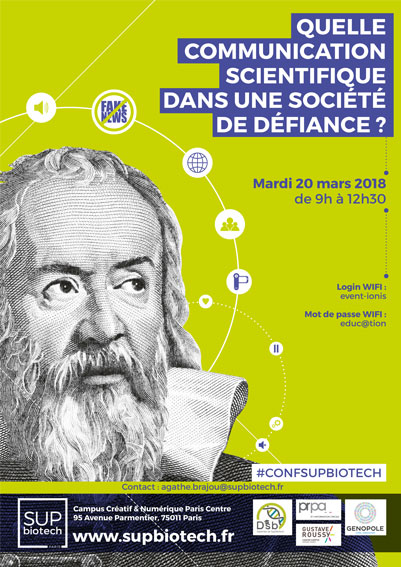 QUELLE
COMMUNICATION
SCIENTIFIQUE
DANS UNE SOCIÉTÉ
DE DÉFIANCE ?
FAKE
NEWS
Mardi 20 mars 2018
de 9h à 12h30
Login WIFI :
event-ionis
Mot de passe WIFI :
educ@tion
#CONFSUPBIOTECH
Contact : agathe.brajou@supbiotech.fr
SUP
biotech
Campus Créatif & Numérique Paris Centre
95 Avenue Parmentier, 75011 Paris
www.supbiotech.fr
prpa
GUSTAVE
ROUSSY
GENOPOLE